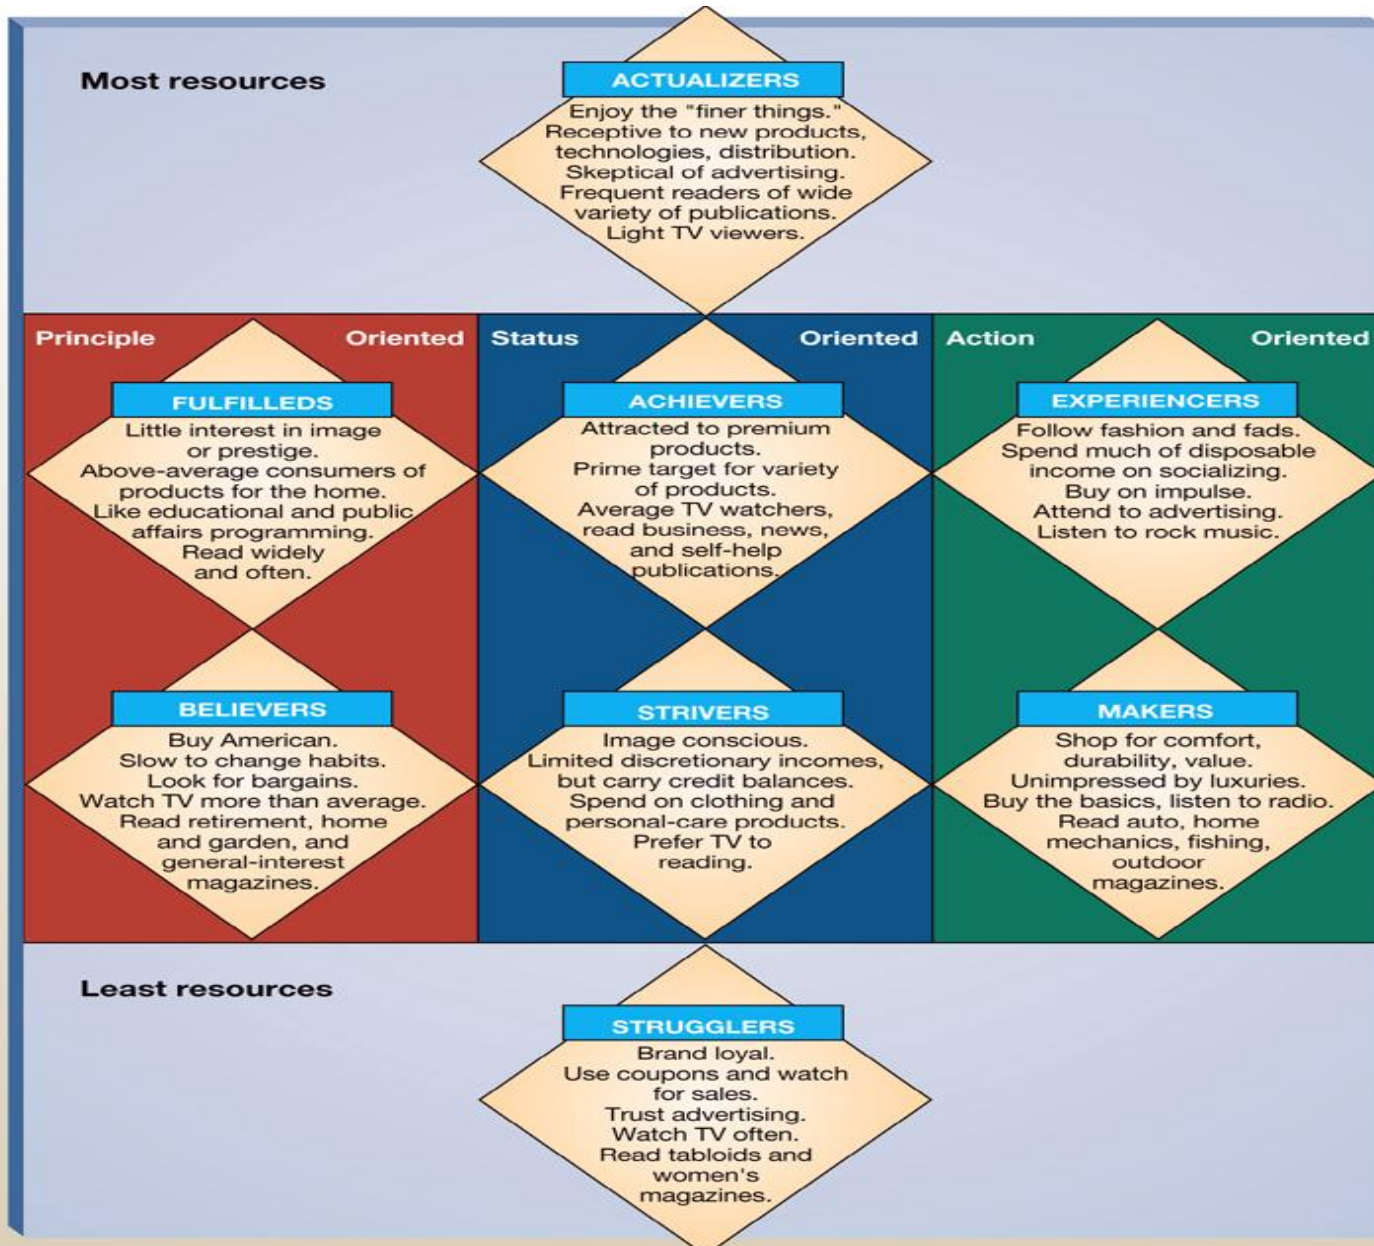 Most resources
ACTUALIZERS
Enjoy the "finer things."
Receptive to new products,
technologies, distribution.
Skeptical of advertising.
Frequent readers of wide
variety of publications.
Light TV viewers.
Principle Oriented
FULFILLEDS
Little interest in image
or prestige.
Above-average consumers of
products for the home.
Like educational and public
affairs programming.
Read widely
and often.
BELIEVERS
Buy American.
Slow to change habits.
Look for bargains.
Watch TV more than average.
Read retirement, home
and garden, and
general-interest
magazines.
Status Oriented
ACHIEVERS
Attracted to premium
products.
Prime target for variety
of products.
Average TV watchers,
read business, news,
and self-help
publications.
STRIVERS
Image conscious.
Limited discretionary incomes,
but carry credit balances.
Spend on clothing and
personal-care products.
Prefer TV to
reading.
Action Oriented
EXPERIENCERS
Follow fashion and fads.
Spend much of disposable
income on socializing.
Buy on impulse.
Attend to advertising.
Listen to rock music.
MAKERS
Shop for comfort,
durability, value.
Unimpressed by luxuries.
Buy the basics, listen to radio.
Read auto, home
mechanics, fishing,
outdoor
magazines.
Least resources
STRUGGLERS
Brand loyal.
Use coupons and watch
for sales.
Trust advertising.
Watch TV often.
Read tabloids and
women's
magazines.